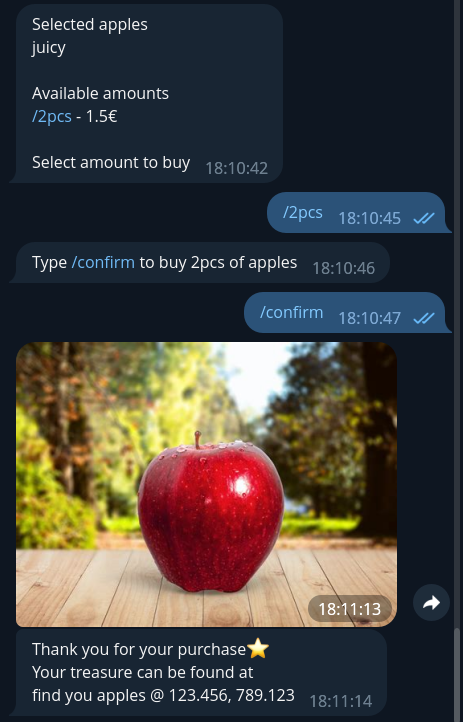 Selected apples
juicy
Available amounts
/2pcs - 1.5€
Select amount to buy 18:10:42
/2pcs 18:10:45
Type /confirm to buy 2pcs of apples 18:10:46
/confirm 18:10:47
18:11:13
Thank you for your purchase⭐
Your treasure can be found at
find you apples @ 123.456, 789.123 18:11:14